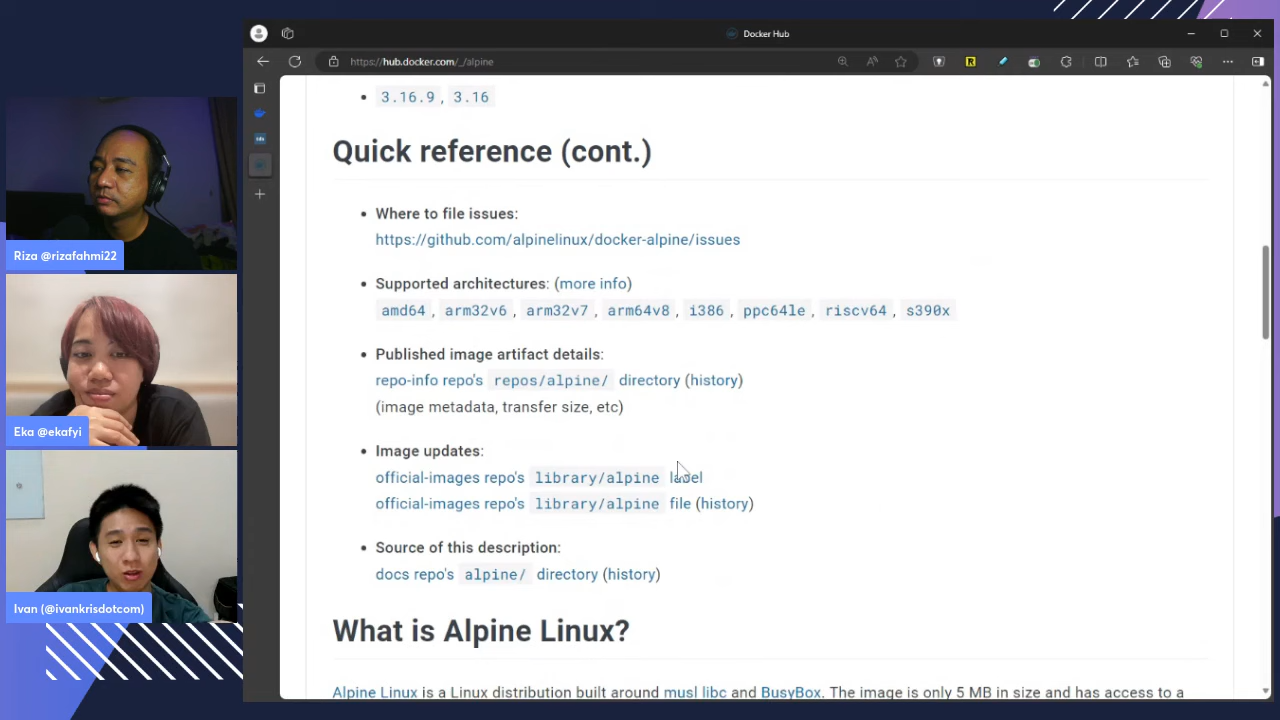 Docker Hub
https://hub.docker.com/_/alpine
3.16.9, 3.16
Quick reference (cont.)
Where to file issues:
https://github.com/alpinelinux/docker-alpine/issues
Supported architectures: (more info)
amd64, arm32v6, arm32v7, arm64v8, i386, ppc64le, riscv64, s390x
Published image artifact details:
repo-info repo's repos/alpine/ directory (history)
(image metadata, transfer size, etc)
Image updates:
official-images repo's library/alpine label
official-images repo's library/alpine file (history)
Source of this description:
docs repo's alpine/ directory (history)
What is Alpine Linux?
Alpine Linux is a Linux distribution built around musl libc and BusyBox. The image is only 5 MB in size and has access to a
Riza @rizafahmi22
Eka @ekafyi
Ivan (@ivankrisdotcom)